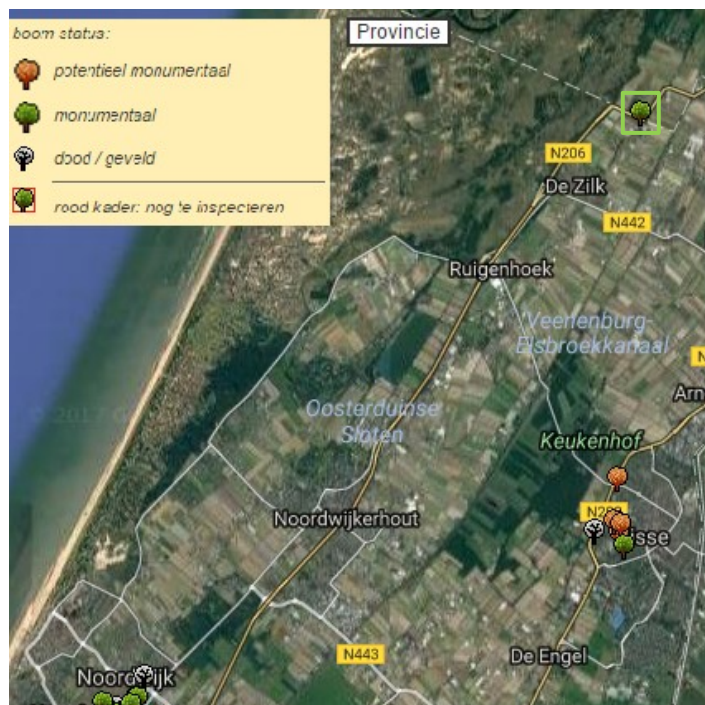 boom status:
Provincie
potentieel monumentaal
monumentaal
dood / geveld
rood kader: nog te inspecteren
N206
De Zilk
N442
Ruigenhoek
Veenenburg-
Elsbroekkanaal
Oosterduinse
Sloten
Keukenhof
Noordwijkerhout
N443
De Engel